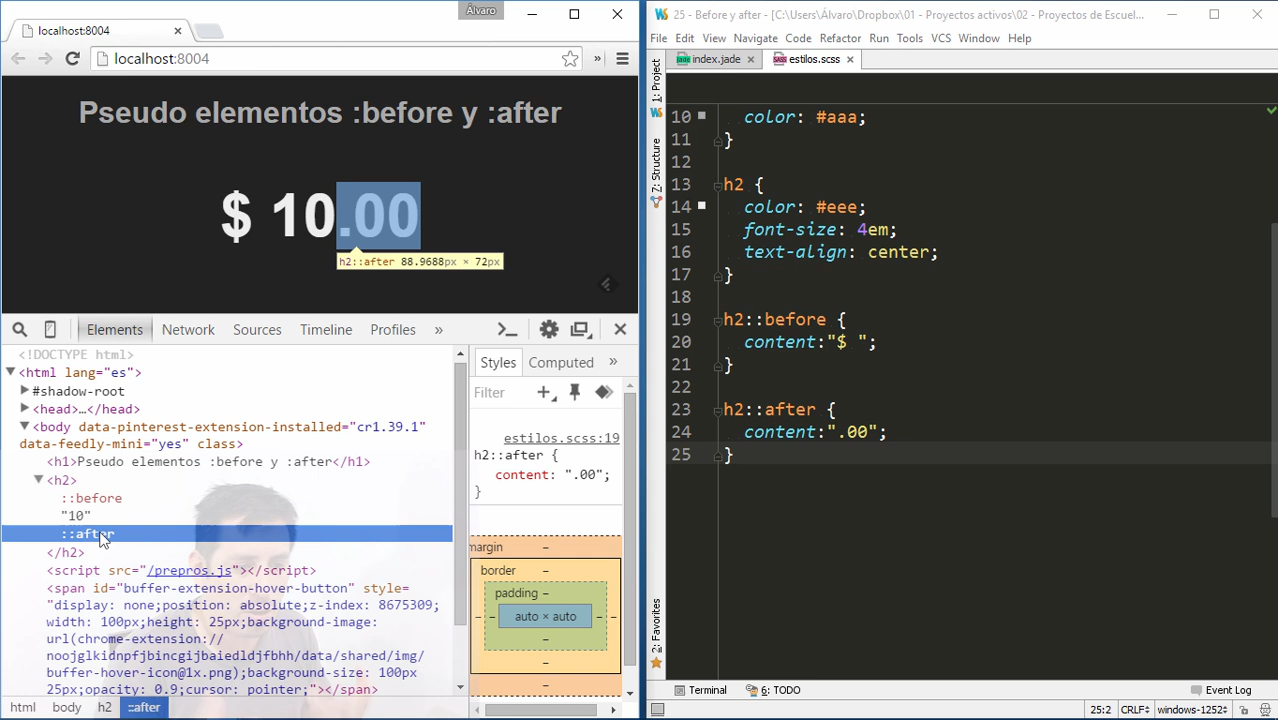 Álvaro
localhost:8004
localhost:8004
»
Pseudo elementos :before y :after
$ 10.00
h2::after 88.9688px × 72px
Elements Network Sources Timeline Profiles »
<!DOCTYPE html>
<html lang="es">
#shadow-root
<head>…</head>
<body data-pinterest-extension-installed="cr1.39.1"
data-feedly-mini="yes" class>
<h1>Pseudo elementos :before y :after</h1>
<h2>
::before
"10"
::after
</h2>
<script src="/prepros.js"></script>
<span id="buffer-extension-hover-button" style=
"display: none;position: absolute;z-index: 8675309;
width: 100px;height: 25px;background-image:
url(chrome-extension://
noojglkidnpfjbincgijbaiedldjfbhh/data/shared/img/
buffer-hover-icon@1x.png);background-size: 100px
25px;opacity: 0.9;cursor: pointer;"></span>
html body h2 ::after
Styles Computed »
Filter
estilos.scss:19
h2::after {
content: ".00";
}
margin –
border –
padding –
– – auto × auto – –
–
–
–
25 - Before y after - [C:\Users\Álvaro\Dropbox\01 - Proyectos activos\02 - Proyectos de Escuel...
File Edit View Navigate Code Refactor Run Tools VCS Window Help
index.jade estilos.scss
1: Project
Z: Structure
2: Favorites
10 color: #aaa;
11 }
12
13 h2 {
14 color: #eee;
15 font-size: 4em;
16 text-align: center;
17 }
18
19 h2::before {
20 content:"$ ";
21 }
22
23 h2::after {
24 content:".00";
25 }
Terminal 6: TODO Event Log
25:2 CRLF windows-1252